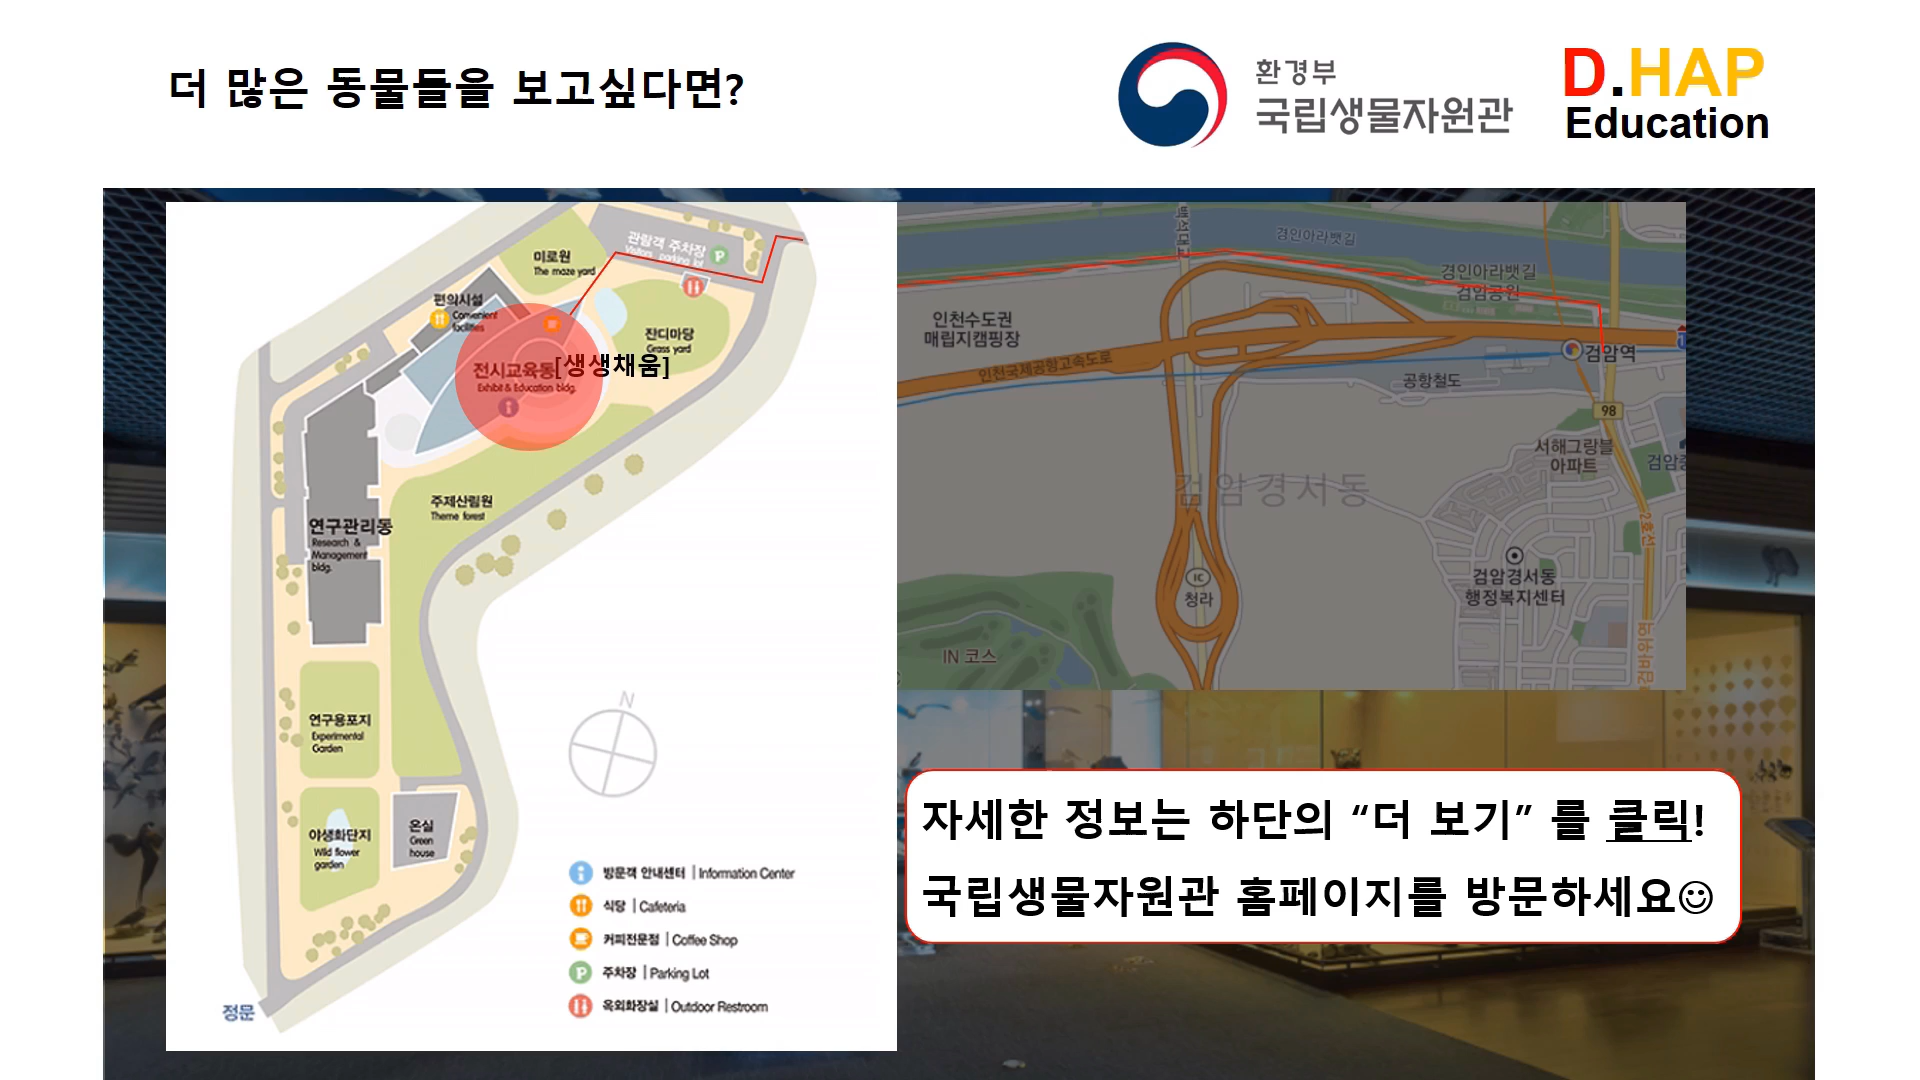 더 많은 동물들을 보고싶다면?
환경부
국립생물자원관
D.HAP
Education
미로원
The maze yard
관람객 주차장
Visitors parking lot
P
편의시설
Convenient
facilities
잔디마당
Grass yard
전시교육동[생생채움]
Exhibit & Education bldg.
주제산림원
Theme forest
연구관리동
Research &
Management
bldg.
연구용포지
Experimental
Garden
야생화단지
Wild flower
garden
온실
Green
house
정문
N
방문객 안내센터 | Information Center
식당 | Cafeteria
커피전문점 | Coffee Shop
P 주차장 | Parking Lot
옥외화장실 | Outdoor Restroom
백석대교
경인아라뱃길
경인아라뱃길
검암공원
인천수도권
매립지캠핑장
인천국제공항고속도로
검암역
공항철도
98
서해그랑블
아파트
검암경서동
2호선
검암경서동
행정복지센터
IC
청라
IN 코스
검바위역
자세한 정보는 하단의 “더 보기” 를 클릭!
국립생물자원관 홈페이지를 방문하세요☺